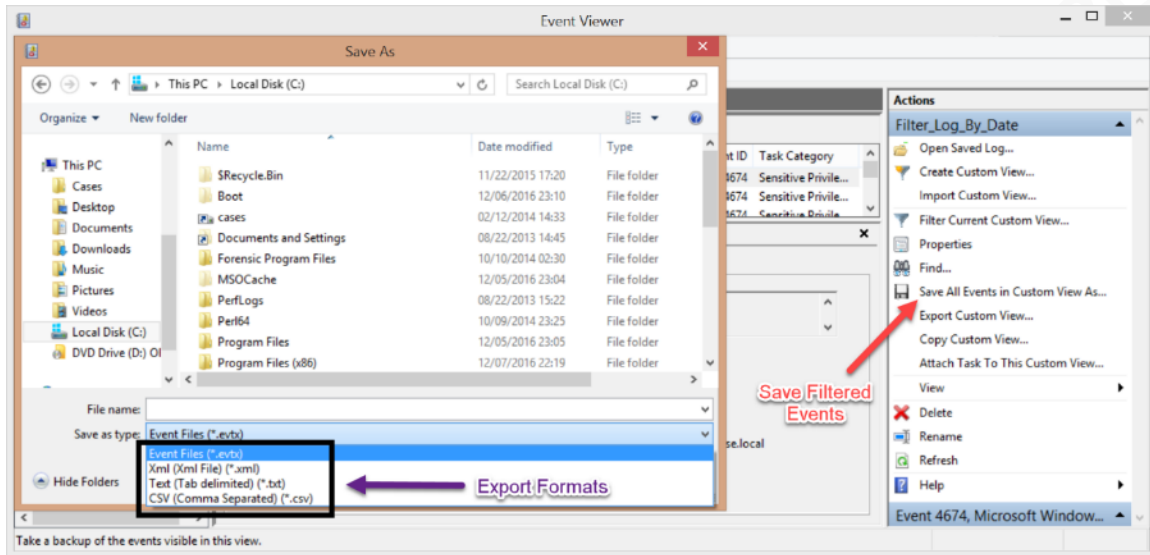 Event Viewer
Save As
This PC Local Disk (C:)
Search Local Disk (C:)
Organize New folder
Name Date modified Type
This PC
Cases
Desktop
Documents
Downloads
Music
Pictures
Videos
Local Disk (C:)
DVD Drive (D:)
$Recycle.Bin 11/22/2015 17:20 File folder
Boot 12/06/2016 23:10 File folder
cases 02/12/2014 14:33 File folder
Documents and Settings 08/22/2013 14:45 File folder
Forensic Program Files 10/10/2014 02:30 File folder
MSOCache 12/05/2016 23:04 File folder
PerfLogs 08/22/2013 15:22 File folder
Perl64 10/09/2014 23:25 File folder
Program Files 12/05/2016 23:05 File folder
Program Files (x86) 12/07/2016 22:19 File folder
File name:
Save as type: Event Files (*.evtx)
Event Files (*.evtx)
Xml (Xml File) (*.xml)
Text (Tab delimited) (*.txt)
CSV (Comma Separated) (*.csv)
Hide Folders
Export Formats
nt ID Task Category
4674 Sensitive Privile...
4674 Sensitive Privile...
4674 Sensitive Privile
Save Filtered
Events
se.local
Actions
Filter_Log_By_Date
Open Saved Log...
Create Custom View...
Import Custom View...
Filter Current Custom View...
Properties
Find...
Save All Events in Custom View As...
Export Custom View...
Copy Custom View...
Attach Task To This Custom View...
View
Delete
Rename
Refresh
Help
Event 4674, Microsoft Window...
Take a backup of the events visible in this view.